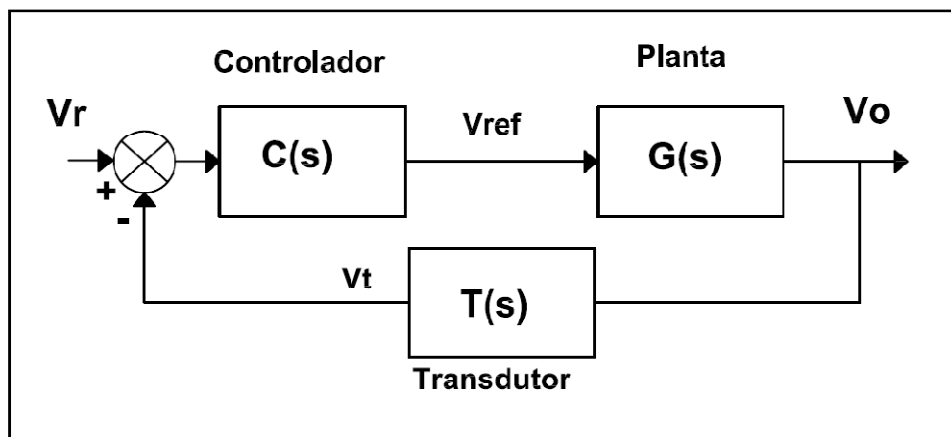 Controlador
Planta
Vr
Vref
Vo
C(s)
G(s)
+
-
Vt
T(s)
Transdutor